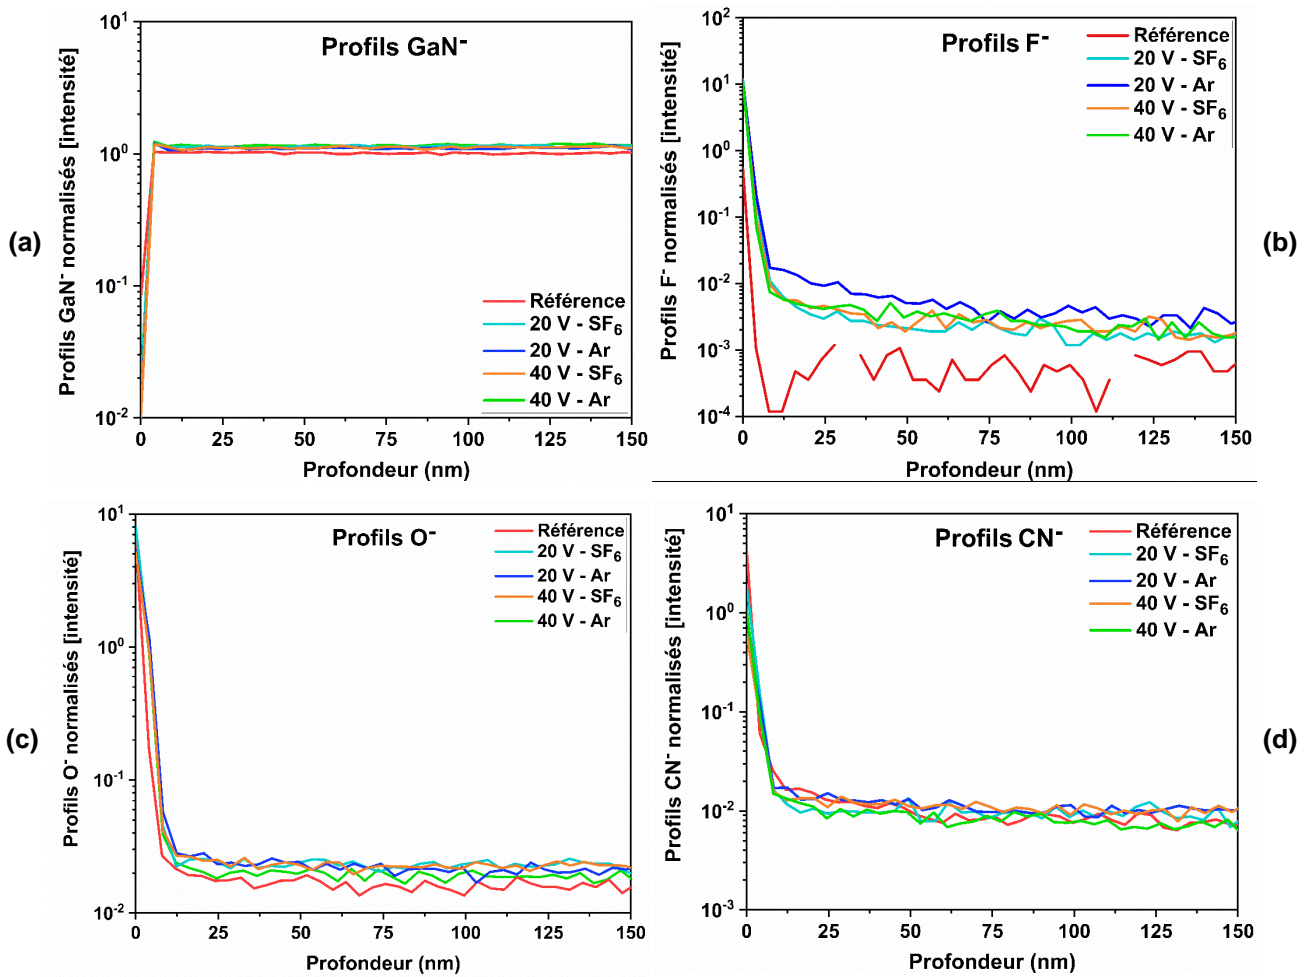 (a)
Profils GaN⁻ normalisés [intensité]
10¹
10⁰
10⁻¹
10⁻²
Profils GaN⁻
Référence
20 V - SF₆
20 V - Ar
40 V - SF₆
40 V - Ar
0 25 50 75 100 125 150
Profondeur (nm)
(b)
Profils F⁻ normalisés [intensité]
10²
10¹
10⁰
10⁻¹
10⁻²
10⁻³
10⁻⁴
Profils F⁻
Référence
20 V - SF₆
20 V - Ar
40 V - SF₆
40 V - Ar
0 25 50 75 100 125 150
Profondeur (nm)
(c)
Profils O⁻ normalisés [intensité]
10¹
10⁰
10⁻¹
10⁻²
Profils O⁻
Référence
20 V - SF₆
20 V - Ar
40 V - SF₆
40 V - Ar
0 25 50 75 100 125 150
Profondeur (nm)
(d)
Profils CN⁻ normalisés [intensité]
10¹
10⁰
10⁻¹
10⁻²
10⁻³
Profils CN⁻
Référence
20 V - SF₆
20 V - Ar
40 V - SF₆
40 V - Ar
0 25 50 75 100 125 150
Profondeur (nm)